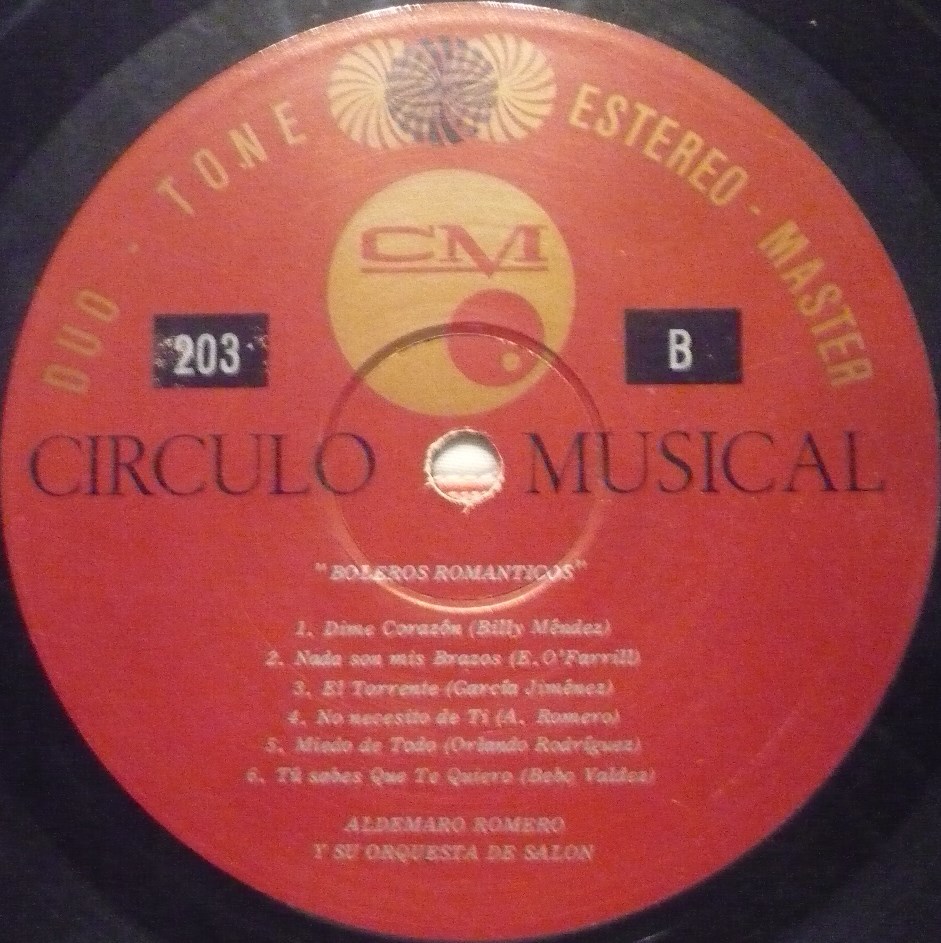 DUO - TONE ESTEREO - MASTER
CM
203 B
CIRCULO MUSICAL
"BOLEROS ROMANTICOS"
1. Dime Corazón (Billy Méndez)
2. Nada son mis Brazos (E. O'Farrill)
3. El Torrente (García Jiménez)
4. No necesito de Ti (A. Romero)
5. Miedo de Todo (Orlando Rodríguez)
6. Tú sabes Que Te Quiero (Bebo Valdez)
ALDEMARO ROMERO
Y SU ORQUESTA DE SALON